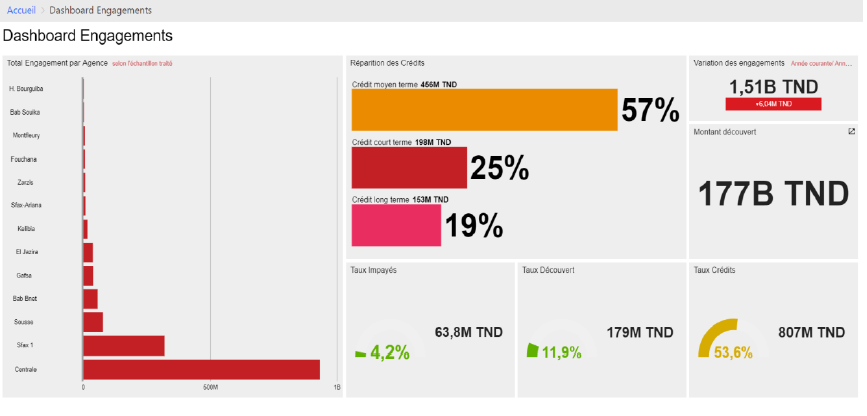 Accueil > Dashboard Engagements
Dashboard Engagements
Total Engagement par Agence selon l'échantillon traité
H. Bourguiba
Bab Souika
Montfleury
Fouchana
Zarzis
Sfax-Ariana
Kelibia
El Jazira
Gafsa
Bab Bnet
Sousse
Sfax 1
Centrale
0 500M 1B
Répartition des Crédits
Crédit moyen terme 456M TND
57%
Crédit court terme 198M TND
25%
Crédit long terme 153M TND
19%
Variation des engagements Année courante/ Ann...
1,51B TND
+6,04M TND
Montant découvert
177B TND
Taux Impayés
4,2%
63,8M TND
Taux Découvert
11,9%
179M TND
Taux Crédits
53,6%
807M TND